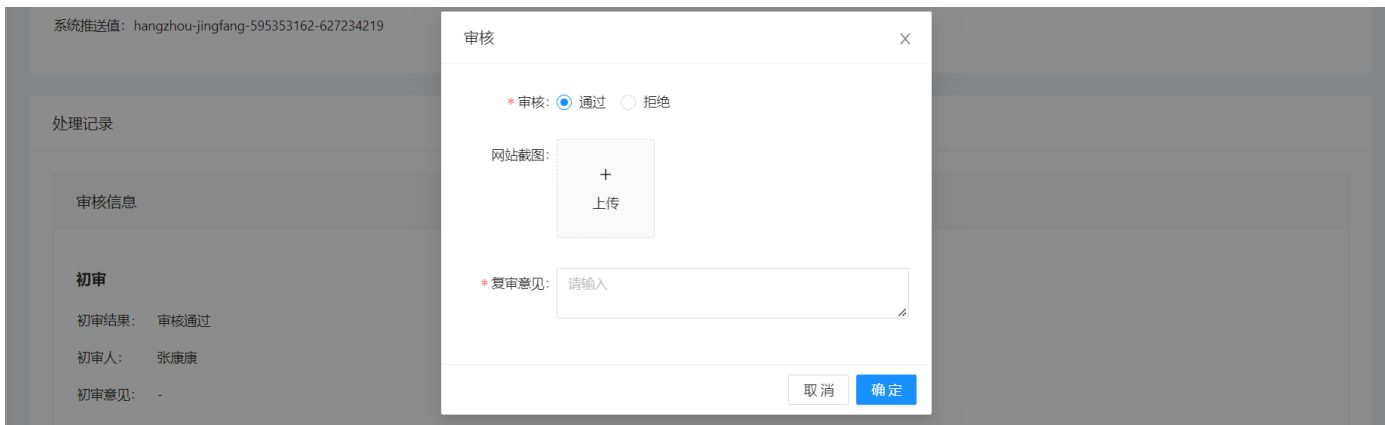 系统推送值：hangzhou-jingfang-595353162-627234219
处理记录
审核信息
初审
初审结果： 审核通过
初审人： 张康康
初审意见： -
审核 X
* 审核： 通过 拒绝
网站截图：
+
上传
* 复审意见： 请输入
取 消 确 定